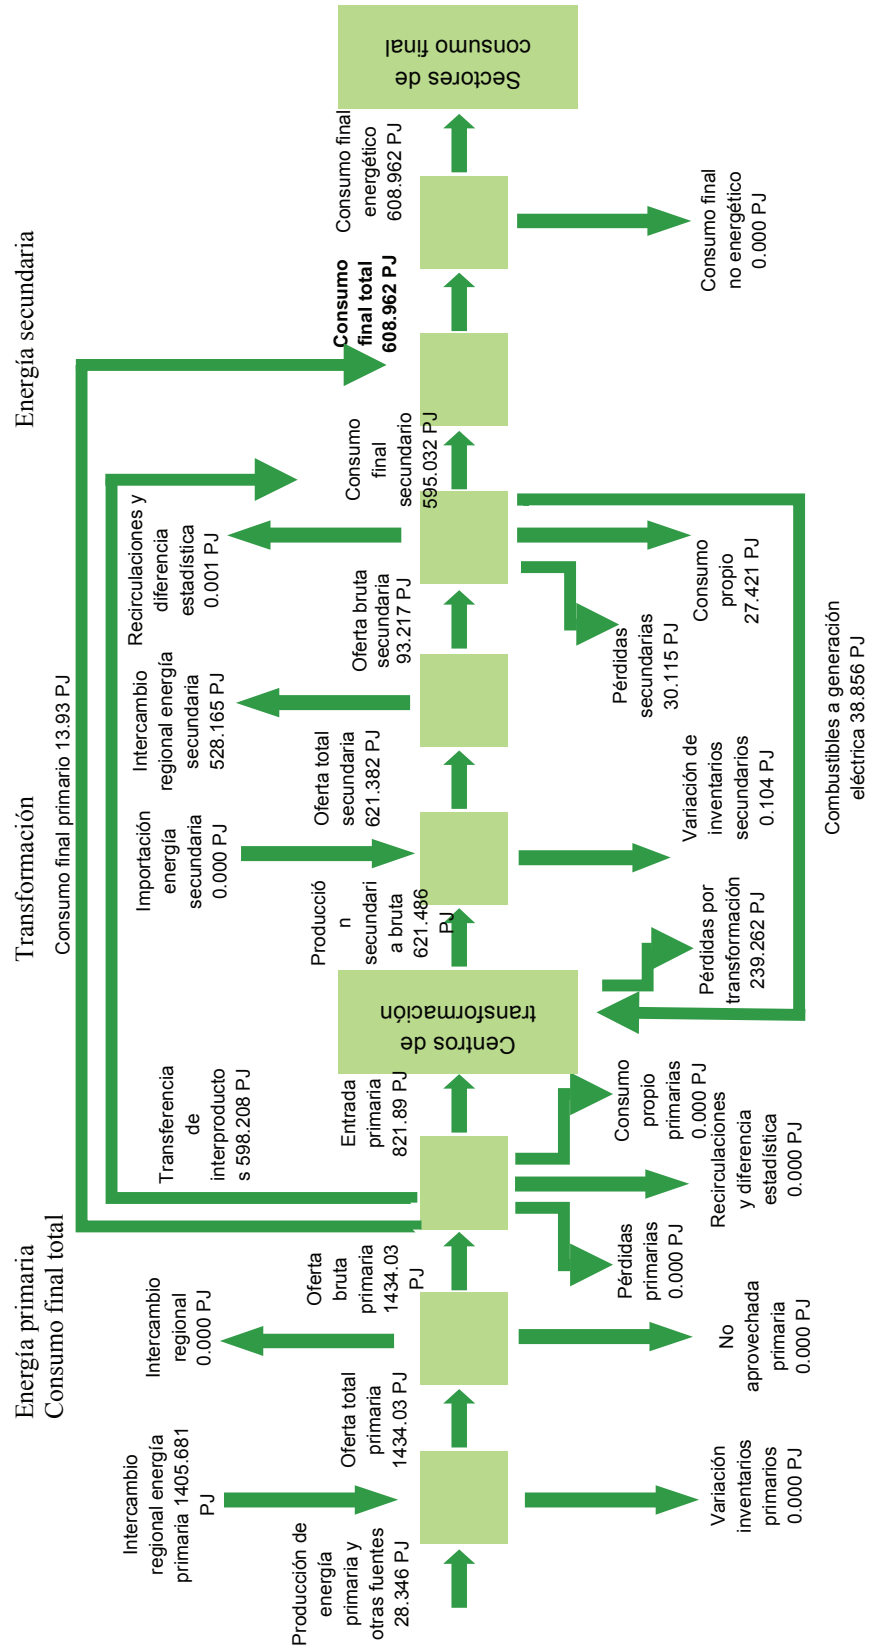 Energía primaria
Consumo final total
Transformación
Energía secundaria
Consumo final primario 13.93 PJ
Intercambio
regional energía
primaria 1405.681
PJ
Intercambio
regional
0.000 PJ
Transferencia
de
interproducto
s 598.208 PJ
Importación
energía
secundaria
0.000 PJ
Intercambio
regional energía
secundaria
528.165 PJ
Recirculaciones y
diferencia
estadística
0.001 PJ
Producción de
energía
primaria y
otras fuentes
28.346 PJ
Oferta total
primaria
1434.03 PJ
Oferta
bruta
primaria
1434.03
PJ
Entrada
primaria
821.89 PJ
Centros de
transformación
Producció
n
secundari
a bruta
621.486
PJ
Oferta total
secundaria
621.382 PJ
Oferta bruta
secundaria
93.217 PJ
Consumo
final
secundario
595.032 PJ
Consumo
final total
608.962 PJ
Consumo final
energético
608.962 PJ
Sectores de
consumo final
Variación
inventarios
primarios
0.000 PJ
No
aprovechada
primaria
0.000 PJ
Pérdidas
primarias
0.000 PJ
Recirculaciones
y diferencia
estadística
0.000 PJ
Consumo
propio
primarias
0.000 PJ
Pérdidas por
transformación
239.262 PJ
Variación de
inventarios
secundarios
0.104 PJ
Pérdidas
secundarias
30.115 PJ
Consumo
propio
27.421 PJ
Consumo final
no energético
0.000 PJ
Combustibles a generación
eléctrica 38.856 PJ